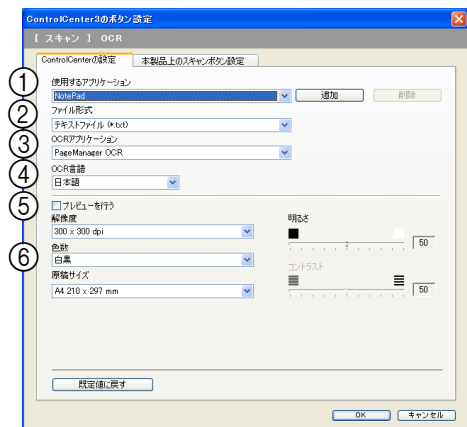 ControlCenter3のボタン設定
[ スキャン ] OCR
ControlCenterの設定 本製品上のスキャンボタン設定
① 使用するアプリケーション
NotePad 追加 削除
② ファイル形式
テキストファイル (*.txt)
③ OCRアプリケーション
PageManager OCR
④ OCR言語
日本語
⑤ プレビューを行う
解像度 明るさ
300 x 300 dpi 50
⑥ 色数
白黒 コントラスト
原稿サイズ
A4 210 x 297 mm 50
既定値に戻す
OK キャンセル